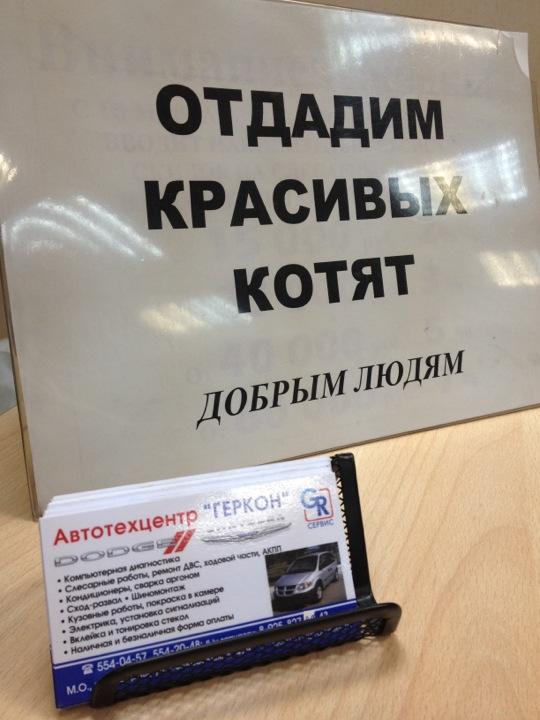 ОТДАДИМ
КРАСИВЫХ
КОТЯТ
ДОБРЫМ ЛЮДЯМ
Автотехцентр "ГЕРКОН"
GR
СЕРВИС
DODGE
• Компьютерная диагностика
• Слесарные работы, ремонт ДВС, ходовой части, АКПП
• Кондиционеры, сварка аргоном
• Сход-развал • Шиномонтаж
• Кузовные работы, покраска в камере
• Электрика, установка сигнализаций
• Вклейка и тонировка стекол
• Наличная и безналичная форма оплаты
☎ 554-04-57, 554-20-48;
М.О.,